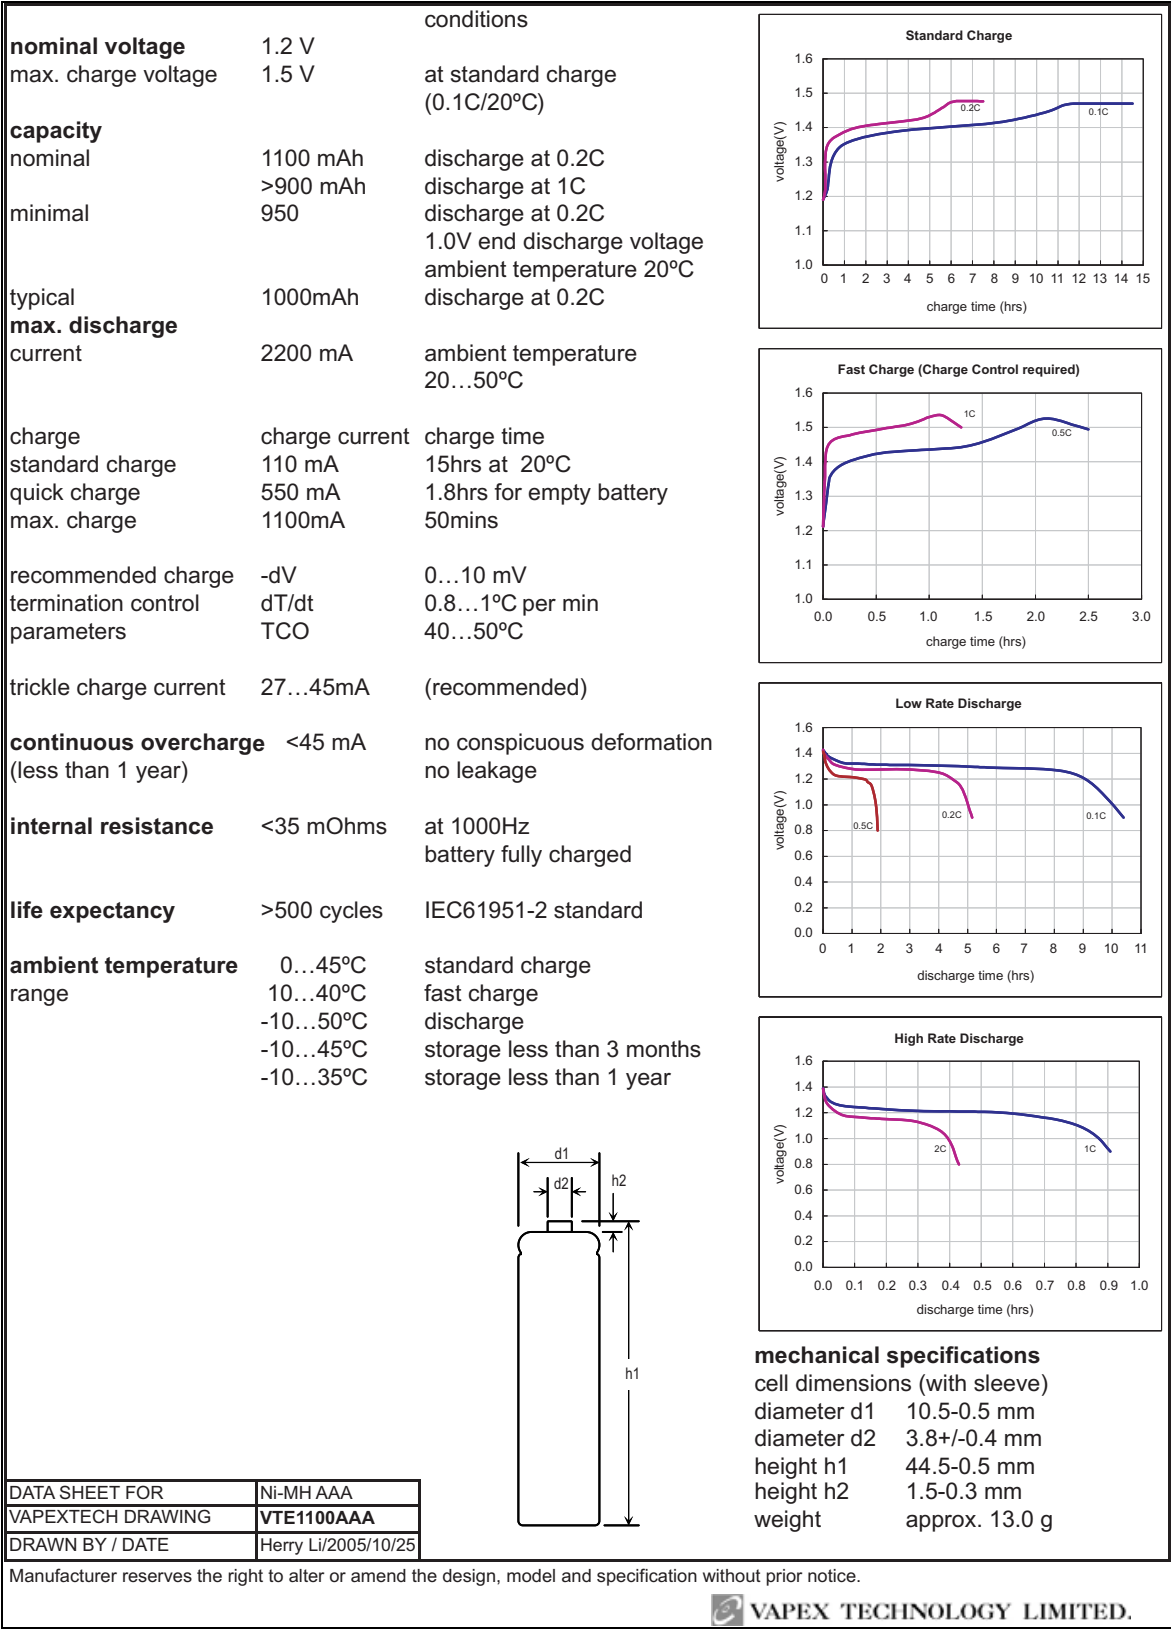 conditions
nominal voltage 1.2 V
max. charge voltage 1.5 V at standard charge
(0.1C/20ºC)
capacity
nominal 1100 mAh discharge at 0.2C
>900 mAh discharge at 1C
minimal 950 discharge at 0.2C
1.0V end discharge voltage
ambient temperature 20ºC
typical 1000mAh discharge at 0.2C
max. discharge
current 2200 mA ambient temperature
20…50ºC
charge charge current charge time
standard charge 110 mA 15hrs at 20ºC
quick charge 550 mA 1.8hrs for empty battery
max. charge 1100mA 50mins
recommended charge -dV 0…10 mV
termination control dT/dt 0.8…1ºC per min
parameters TCO 40…50ºC
trickle charge current 27…45mA (recommended)
continuous overcharge <45 mA no conspicuous deformation
(less than 1 year) no leakage
internal resistance <35 mOhms at 1000Hz
battery fully charged
life expectancy >500 cycles IEC61951-2 standard
ambient temperature 0…45ºC standard charge
range 10…40ºC fast charge
-10…50ºC discharge
-10…45ºC storage less than 3 months
-10…35ºC storage less than 1 year
Standard Charge
1.6
1.5
1.4
1.3
1.2
1.1
1.0
voltage(V)
0.2C
0.1C
0 1 2 3 4 5 6 7 8 9 10 11 12 13 14 15
charge time (hrs)
Fast Charge (Charge Control required)
1.6
1.5
1.4
1.3
1.2
1.1
1.0
voltage(V)
1C
0.5C
0.0 0.5 1.0 1.5 2.0 2.5 3.0
charge time (hrs)
Low Rate Discharge
1.6
1.4
1.2
1.0
0.8
0.6
0.4
0.2
0.0
voltage(V)
0.5C
0.2C
0.1C
0 1 2 3 4 5 6 7 8 9 10 11
discharge time (hrs)
High Rate Discharge
1.6
1.4
1.2
1.0
0.8
0.6
0.4
0.2
0.0
voltage(V)
2C
1C
0.0 0.1 0.2 0.3 0.4 0.5 0.6 0.7 0.8 0.9 1.0
discharge time (hrs)
d1
d2
h2
h1
mechanical specifications
cell dimensions (with sleeve)
diameter d1 10.5-0.5 mm
diameter d2 3.8+/-0.4 mm
height h1 44.5-0.5 mm
height h2 1.5-0.3 mm
weight approx. 13.0 g
DATA SHEET FOR Ni-MH AAA
VAPEXTECH DRAWING VTE1100AAA
DRAWN BY / DATE Herry Li/2005/10/25
Manufacturer reserves the right to alter or amend the design, model and specification without prior notice.
VAPEX TECHNOLOGY LIMITED.